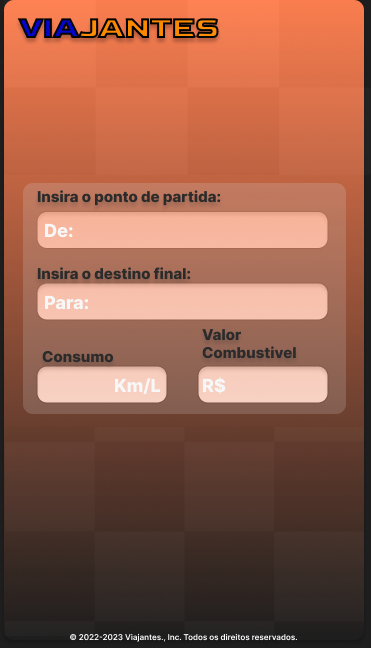 VIAJANTES
Insira o ponto de partida:
De:
Insira o destino final:
Para:
Valor
Combustivel
Consumo
Km/L
R$
© 2022-2023 Viajantes., Inc. Todos os direitos reservados.